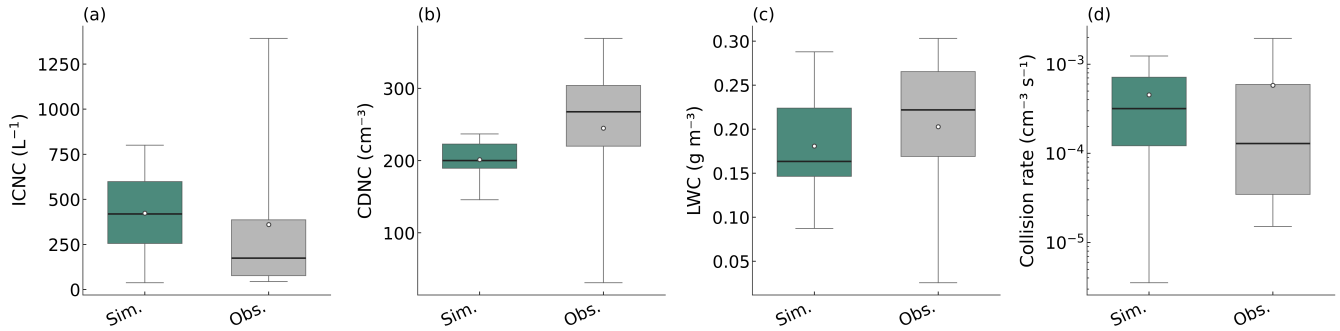 (a)
ICNC (L⁻¹)
1250
1000
750
500
250
0
Sim.
Obs.
(b)
CDNC (cm⁻³)
300
200
100
Sim.
Obs.
(c)
LWC (g m⁻³)
0.30
0.25
0.20
0.15
0.10
0.05
Sim.
Obs.
(d)
Collision rate (cm⁻³ s⁻¹)
10⁻³
10⁻⁴
10⁻⁵
Sim.
Obs.